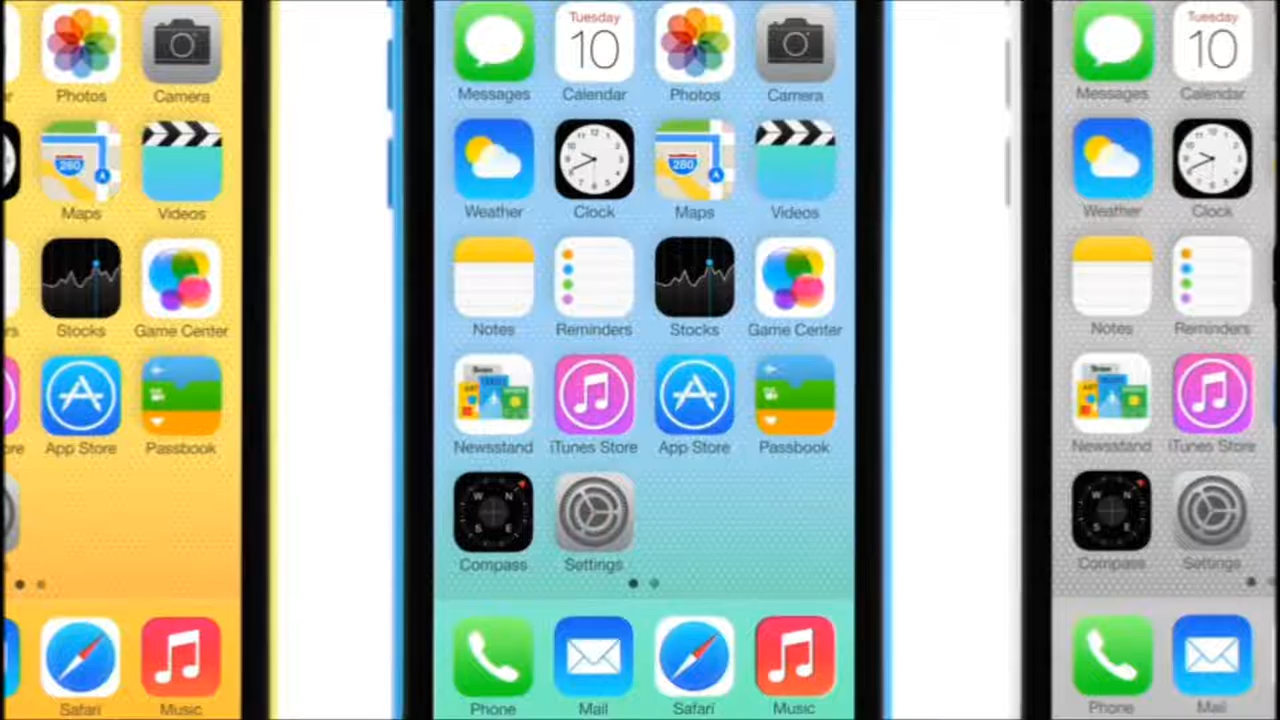 Tuesday
Tuesday
10
10
Photos
Camera
Messages
Calendar
Photos
Camera
Messages
Calendar
280
280
Maps
Videos
Weather
Clock
Maps
Videos
Weather
Clock
Stocks
Game Center
Notes
Reminders
Stocks
Game Center
Notes
Reminders
App Store
Passbook
Newsstand
iTunes Store
App Store
Passbook
Newsstand
iTunes Store
W N
S E
W N
S E
Compass
Settings
Compass
Settings
Safari
Music
Phone
Mail
Safari
Music
Phone
Mail